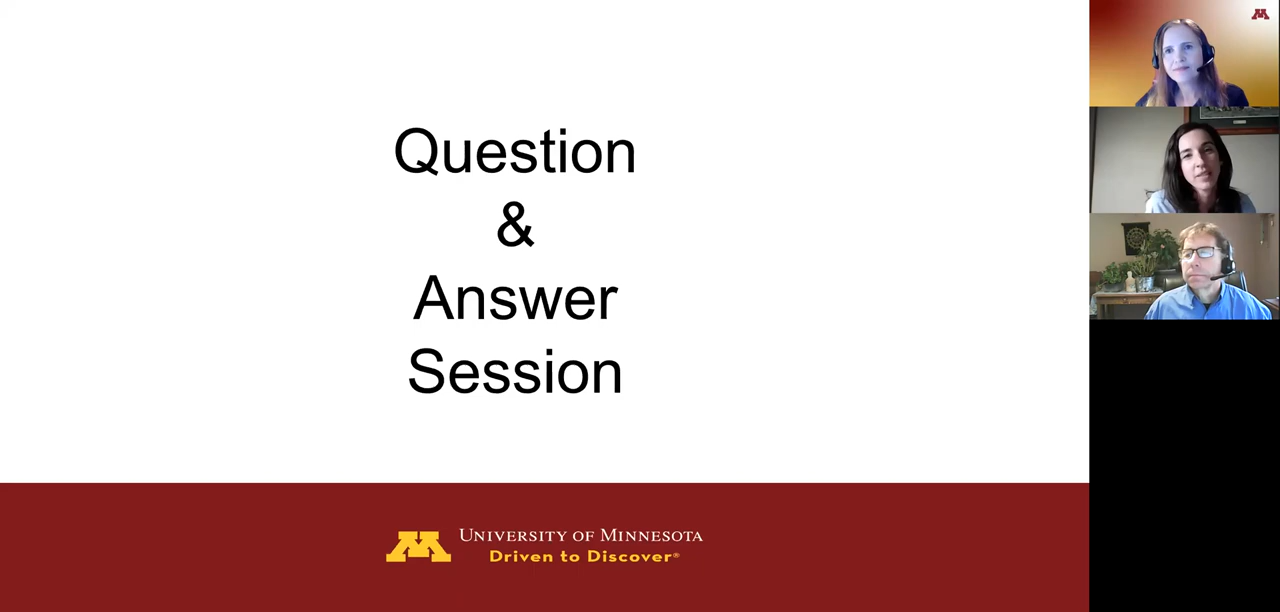 Question
&
Answer
Session
UNIVERSITY OF MINNESOTA
Driven to Discover®